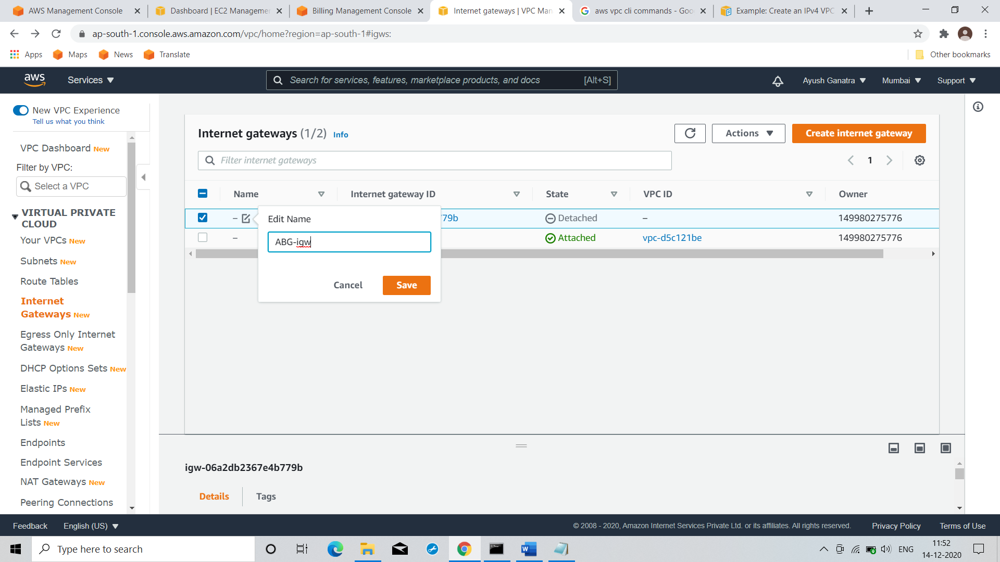 AWS Management Console
Dashboard | EC2 Manageme
Billing Management Console
Internet gateways | VPC Man
aws vpc cli commands - Goo
Example: Create an IPv4 VPC
ap-south-1.console.aws.amazon.com/vpc/home?region=ap-south-1#igws:
Apps
Maps
News
Translate
Other bookmarks
aws
Services
Search for services, features, marketplace products, and docs
[Alt+S]
Ayush Ganatra
Mumbai
Support
New VPC Experience
Tell us what you think
VPC Dashboard New
Filter by VPC:
Select a VPC
VIRTUAL PRIVATE
CLOUD
Your VPCs New
Subnets New
Route Tables
Internet
Gateways New
Egress Only Internet
Gateways New
DHCP Options Sets New
Elastic IPs New
Managed Prefix
Lists New
Endpoints
Endpoint Services
NAT Gateways New
Peering Connections
Internet gateways (1/2) Info
Actions
Create internet gateway
Filter internet gateways
1
Name
Internet gateway ID
State
VPC ID
Owner
–
79b
Detached
–
149980275776
–
Attached
vpc-d5c121be
149980275776
Edit Name
ABG-igw
Cancel
Save
igw-06a2db2367e4b779b
Details
Tags
Feedback
English (US)
© 2008 - 2020, Amazon Internet Services Private Ltd. or its affiliates. All rights reserved.
Privacy Policy
Terms of Use
Type here to search
W
ENG
11:52
14-12-2020